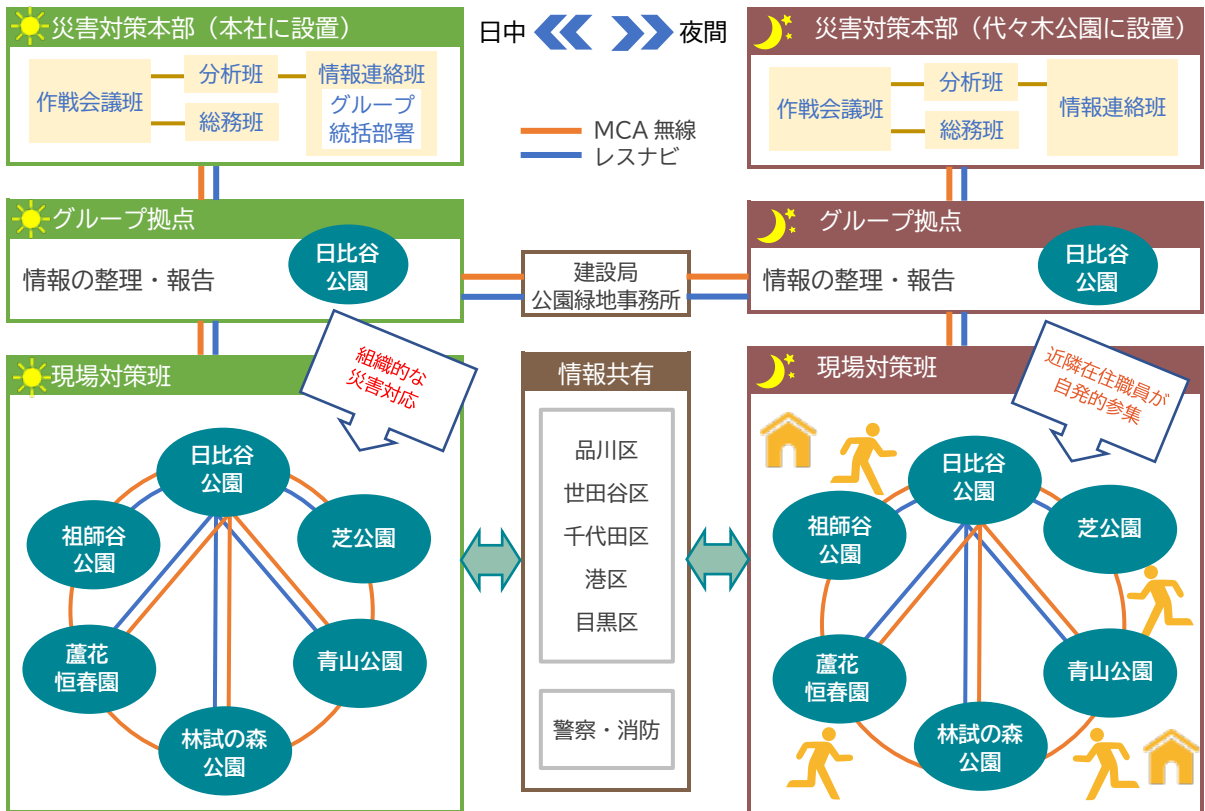 災害対策本部（本社に設置）
作戦会議班
分析班
総務班
情報連絡班
グループ
統括部署
日中
夜間
MCA 無線
レスナビ
災害対策本部（代々木公園に設置）
作戦会議班
分析班
総務班
情報連絡班
グループ拠点
情報の整理・報告
日比谷
公園
建設局
公園緑地事務所
グループ拠点
情報の整理・報告
日比谷
公園
現場対策班
組織的な
災害対応
日比谷
公園
祖師谷
公園
芝公園
蘆花
恒春園
青山公園
林試の森
公園
情報共有
品川区
世田谷区
千代田区
港区
目黒区
警察・消防
現場対策班
近隣在住職員が
自発的参集
日比谷
公園
祖師谷
公園
芝公園
蘆花
恒春園
青山公園
林試の森
公園